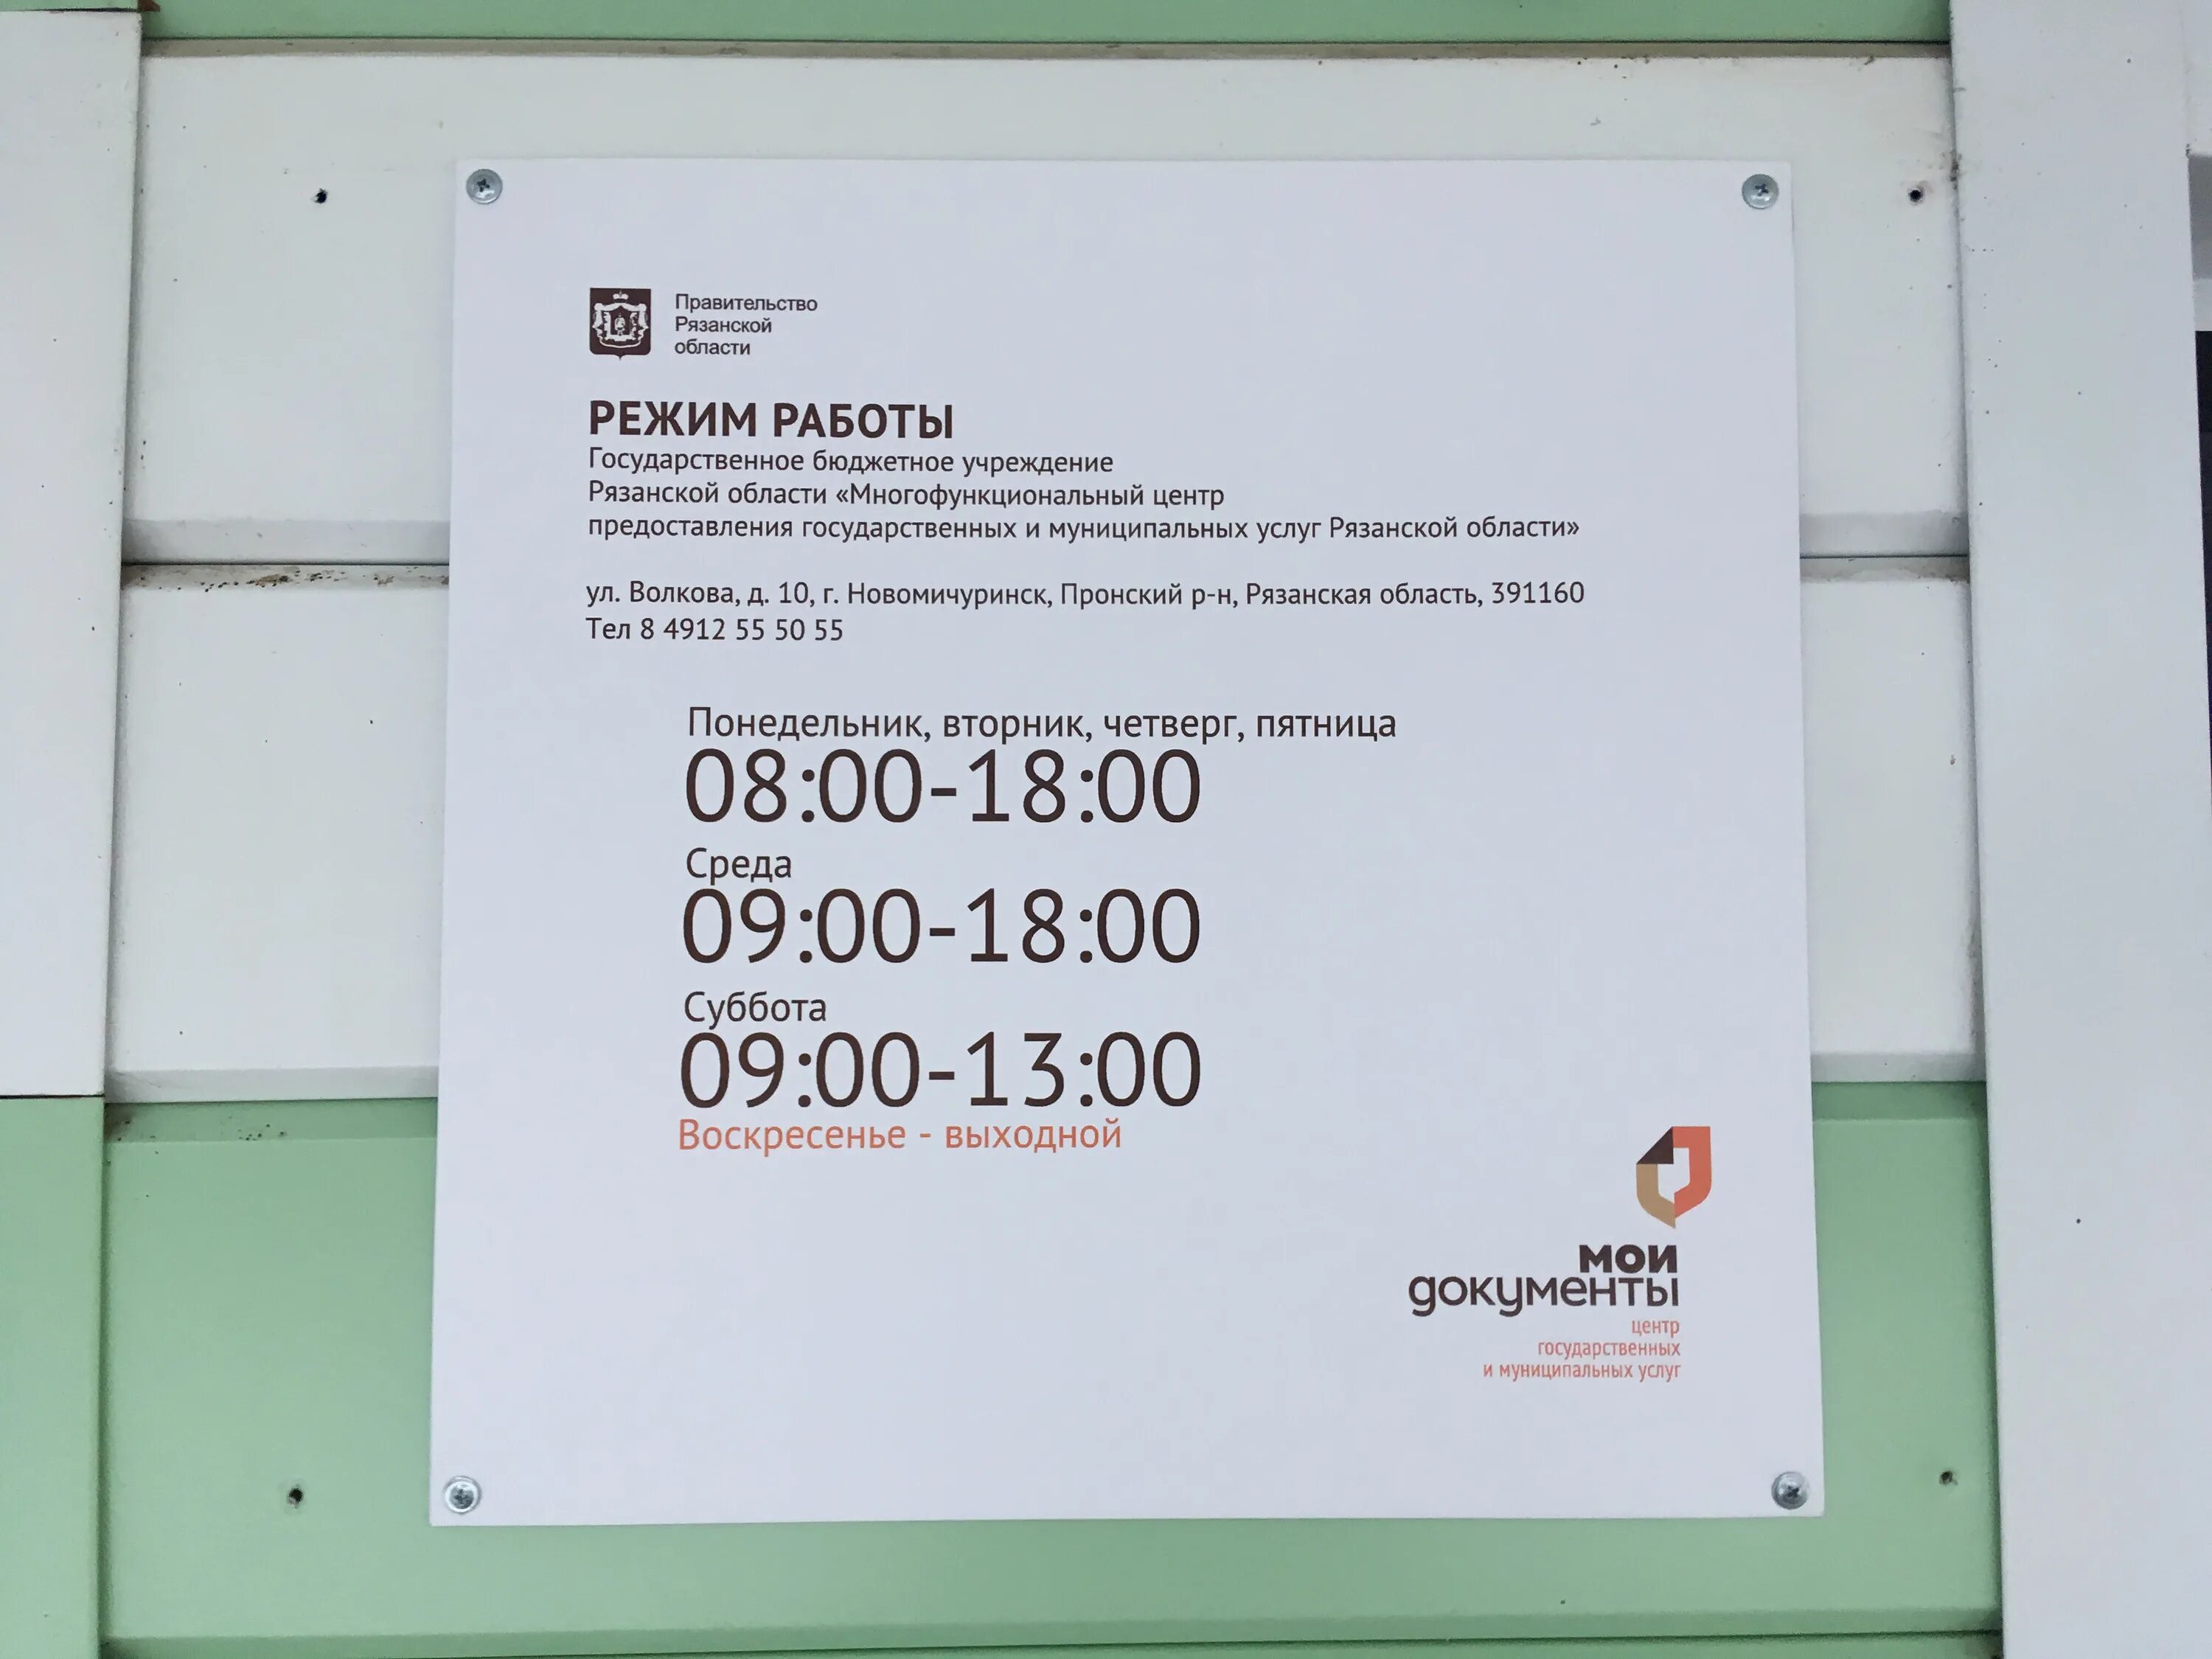 Правительство
Рязанской
области
РЕЖИМ РАБОТЫ
Государственное бюджетное учреждение
Рязанской области «Многофункциональный центр
предоставления государственных и муниципальных услуг Рязанской области»
ул. Волкова, д. 10, г. Новомичуринск, Пронский р-н, Рязанская область, 391160
Тел 8 4912 55 50 55
Понедельник, вторник, четверг, пятница
08:00-18:00
Среда
09:00-18:00
Суббота
09:00-13:00
Воскресенье - выходной
мои
документы
центр
государственных
и муниципальных услуг